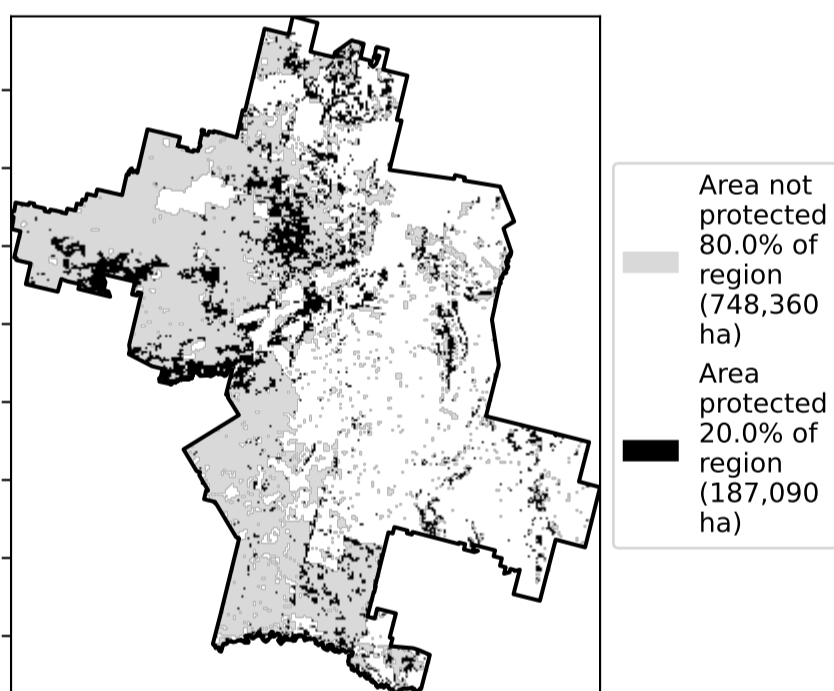 Area not
protected
80.0% of
region
(748,360
ha)
Area
protected
20.0% of
region
(187,090
ha)